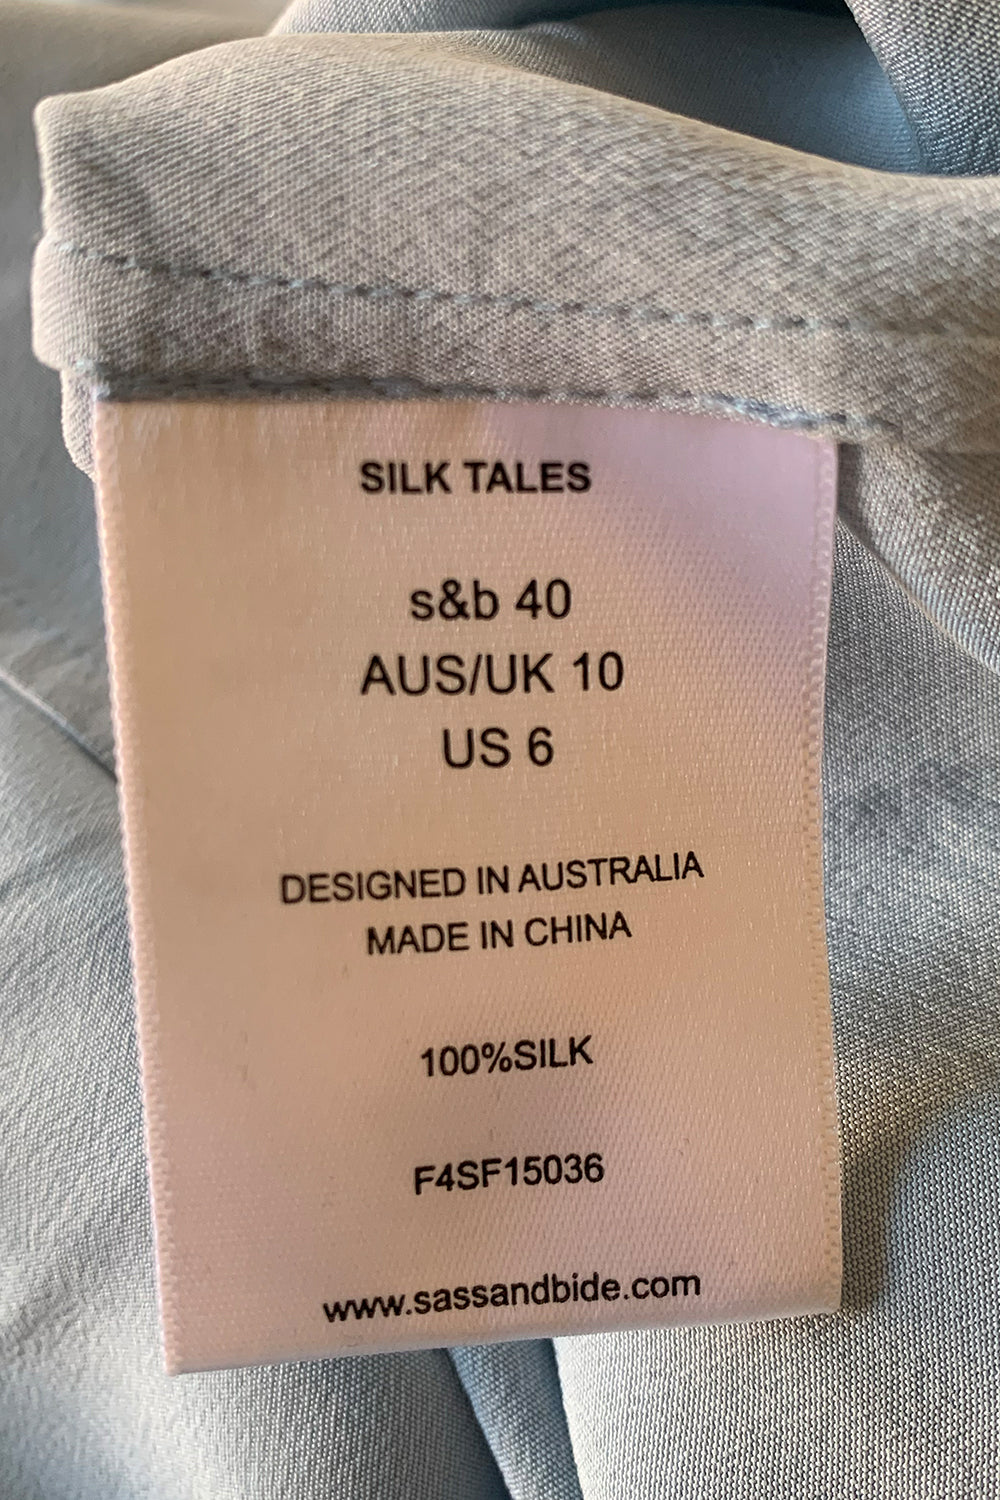 SILK TALES
s&b 40
AUS/UK 10
US 6
DESIGNED IN AUSTRALIA
MADE IN CHINA
100%SILK
F4SF15036
www.sassandbide.com